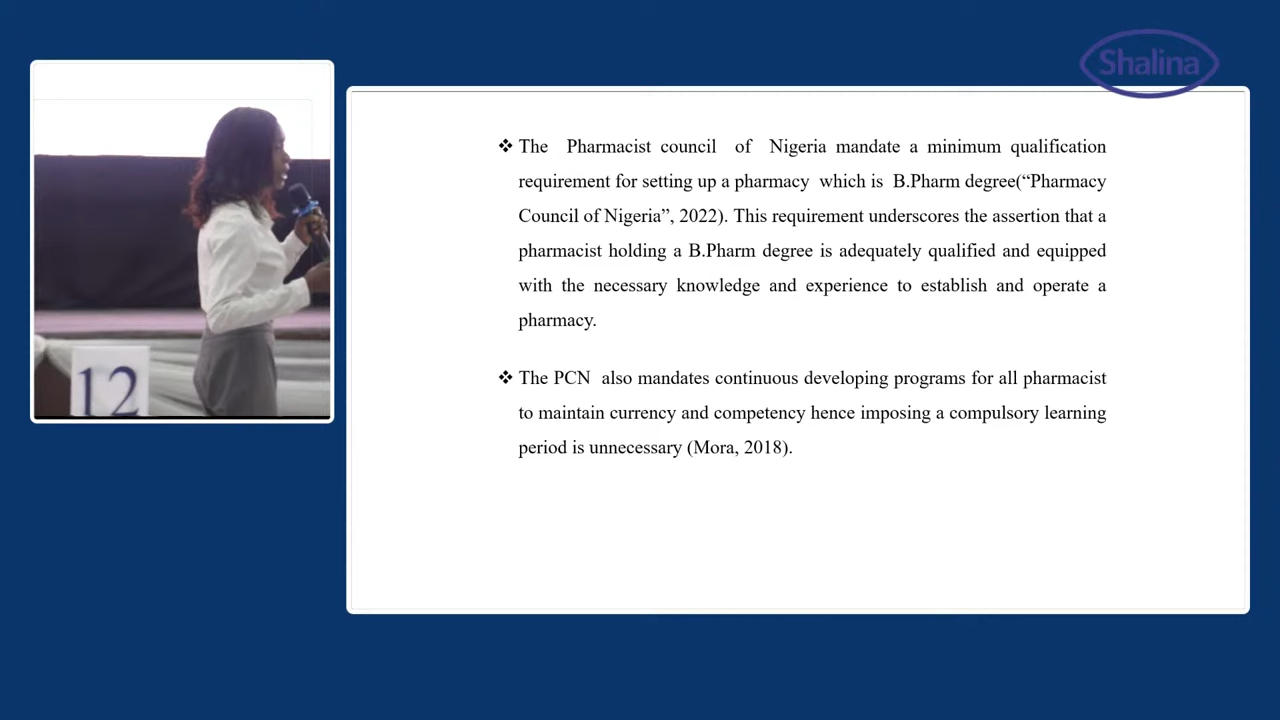 Shalina
❖ The Pharmacist council of Nigeria mandate a minimum qualification
requirement for setting up a pharmacy which is B.Pharm degree(“Pharmacy
Council of Nigeria”, 2022). This requirement underscores the assertion that a
pharmacist holding a B.Pharm degree is adequately qualified and equipped
with the necessary knowledge and experience to establish and operate a
pharmacy.
❖ The PCN also mandates continuous developing programs for all pharmacist
to maintain currency and competency hence imposing a compulsory learning
period is unnecessary (Mora, 2018).
12